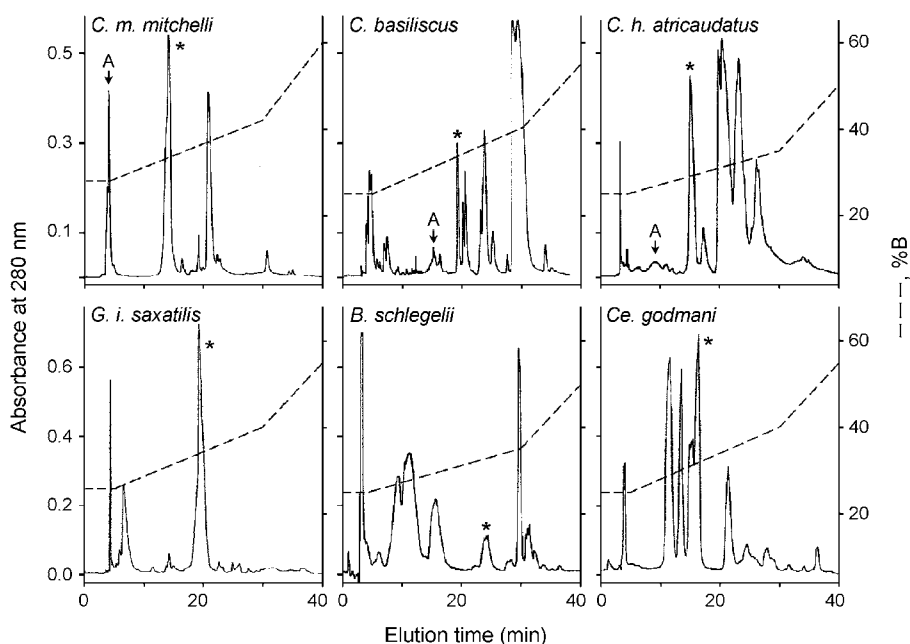 C. m. mitchelli
C. basiliscus
C. h. atricaudatus
0.5
0.3
0.1
A
*
A
*
A
*
60
40
20
G. i. saxatilis
B. schlegelii
Ce. godmani
0.6
0.4
0.2
0.0
*
*
*
60
40
20
0 20 40
0 20 40
0 20 40
Absorbance at 280 nm
– – –, %B
Elution time (min)